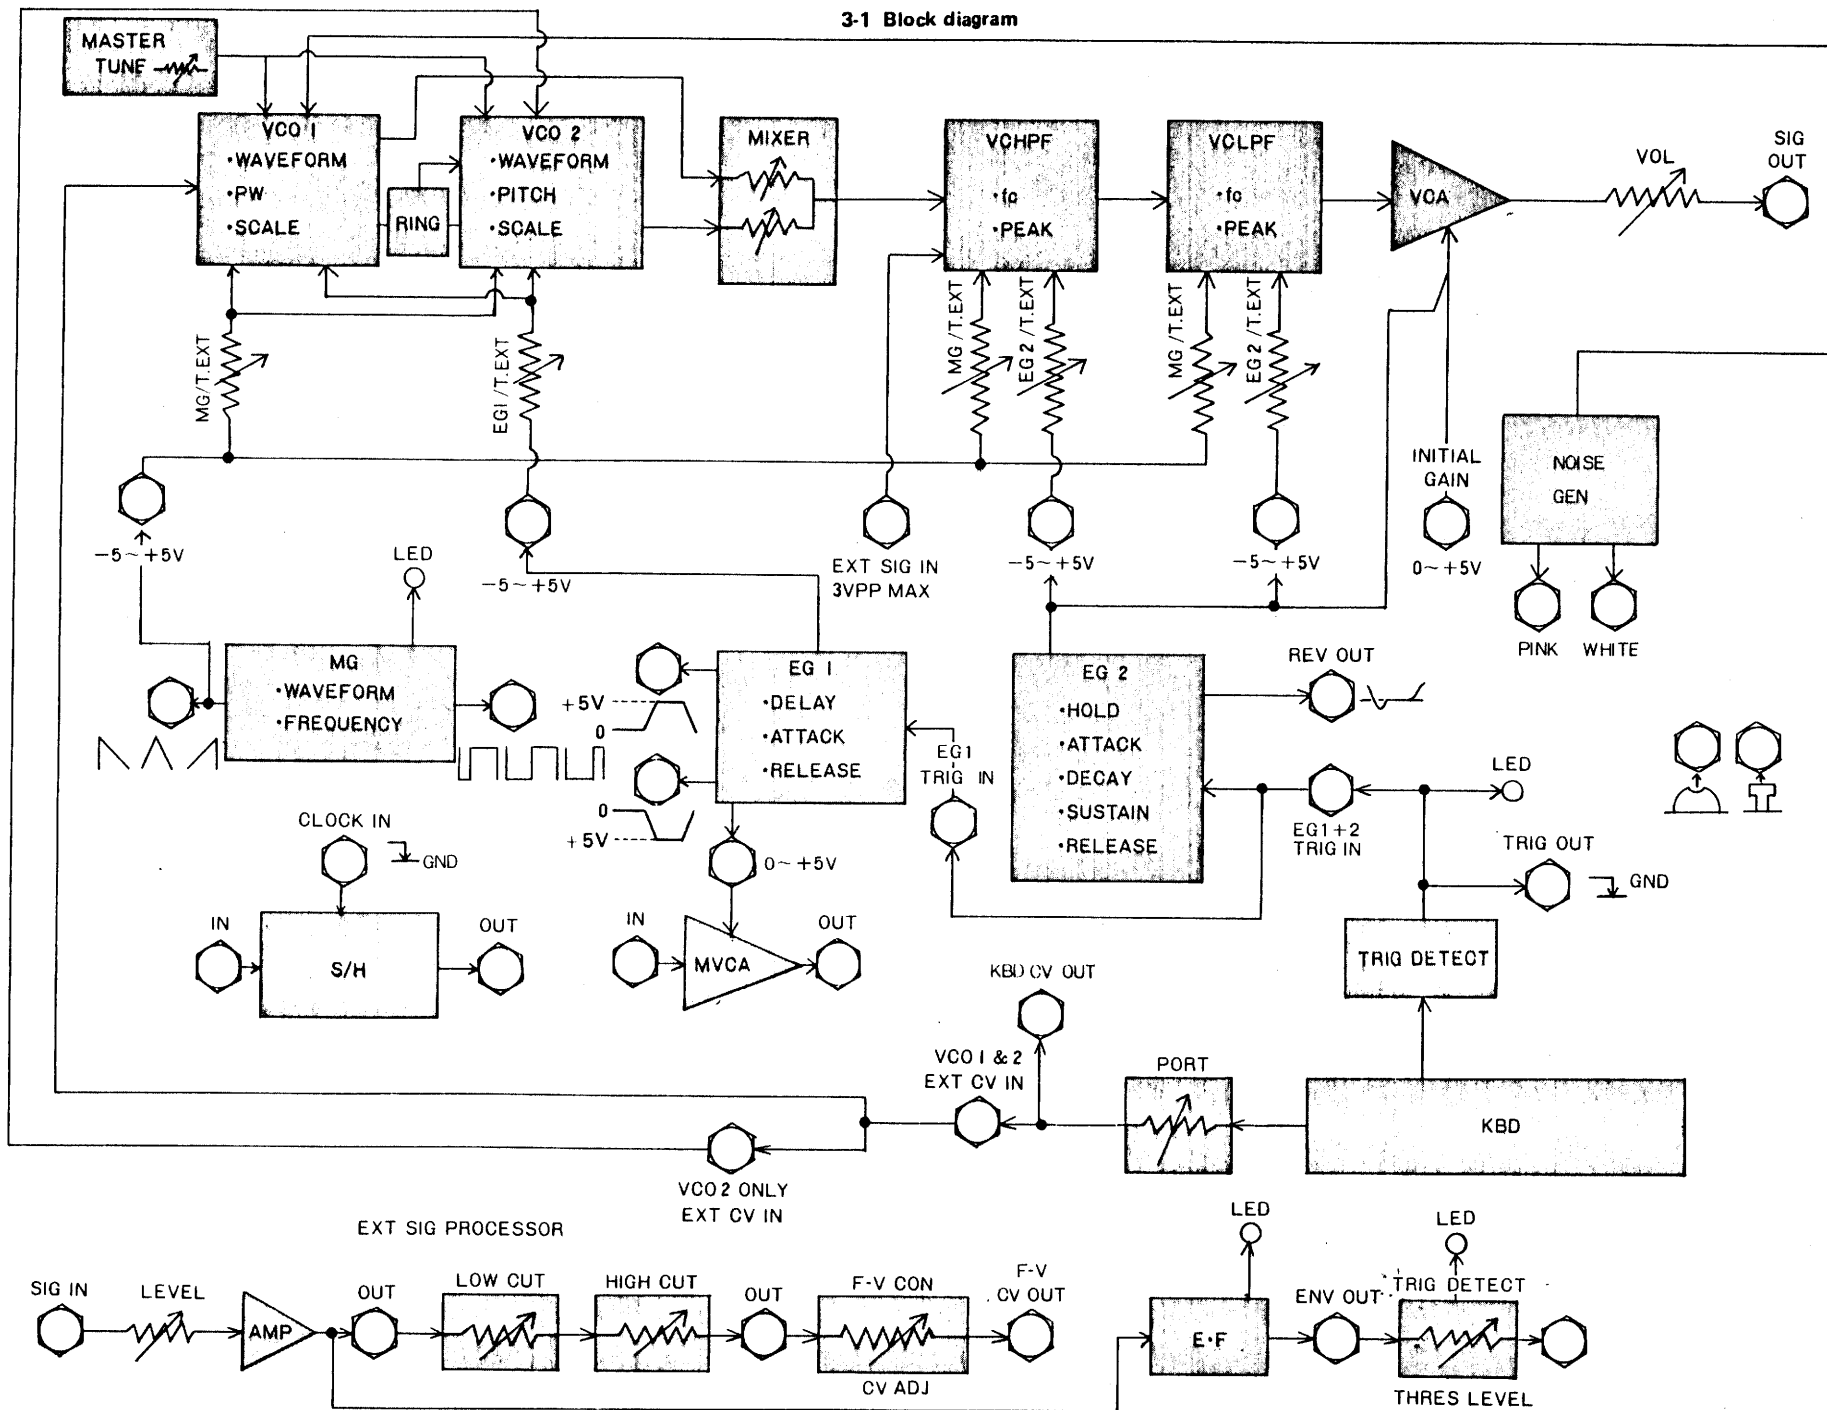 3-1 Block diagram
MASTER
TUNE
VCO 1
•WAVEFORM
•PW
•SCALE
RING
VCO 2
•WAVEFORM
•PITCH
•SCALE
MIXER
VCHPF
•fc
•PEAK
VCLPF
•fc
•PEAK
VCA
VOL
SIG
OUT
MG/T.EXT
EG1/T.EXT
MG/T.EXT
EG2/T.EXT
MG/T.EXT
EG2/T.EXT
INITIAL
GAIN
0~+5V
NOISE
GEN
PINK
WHITE
-5~+5V
LED
-5~+5V
EXT SIG IN
3VPP MAX
-5~+5V
-5~+5V
MG
•WAVEFORM
•FREQUENCY
+5V
0
0
+5V
EG 1
•DELAY
•ATTACK
•RELEASE
EG1
TRIG IN
EG 2
•HOLD
•ATTACK
•DECAY
•SUSTAIN
•RELEASE
REV OUT
EG1+2
TRIG IN
LED
TRIG OUT
GND
CLOCK IN
GND
IN
S/H
OUT
0~+5V
IN
MVCA
OUT
TRIG DETECT
KBD CV OUT
VCO 1 & 2
EXT CV IN
PORT
KBD
VCO2 ONLY
EXT CV IN
EXT SIG PROCESSOR
SIG IN
LEVEL
AMP
OUT
LOW CUT
HIGH CUT
OUT
F-V CON
CV ADJ
F-V
CV OUT
LED
E•F
ENV OUT
LED
TRIG DETECT
THRES LEVEL